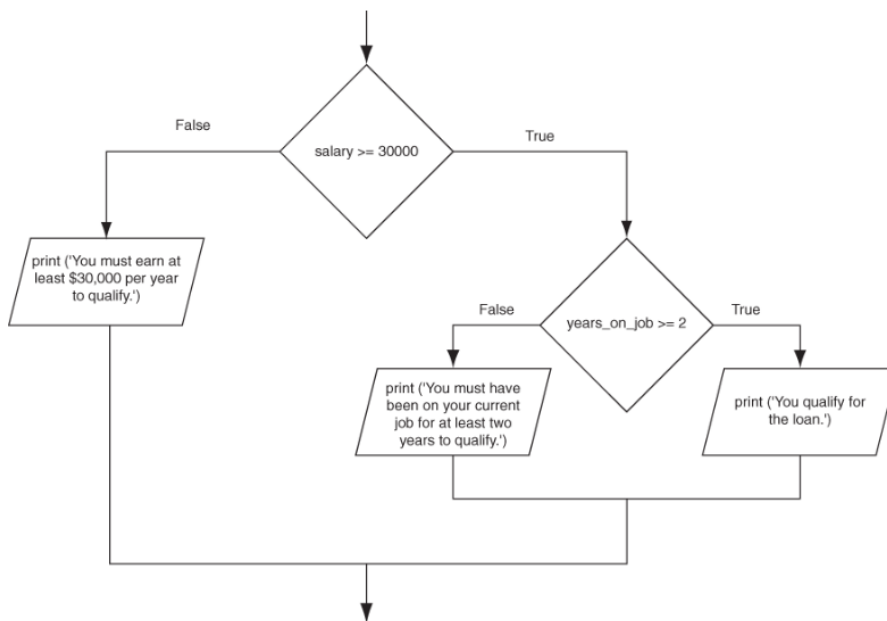 False
True
salary >= 30000
print ('You must earn at
least $30,000 per year
to qualify.')
False
True
years_on_job >= 2
print ('You must have
been on your current
job for at least two
years to qualify.')
print ('You qualify for
the loan.')